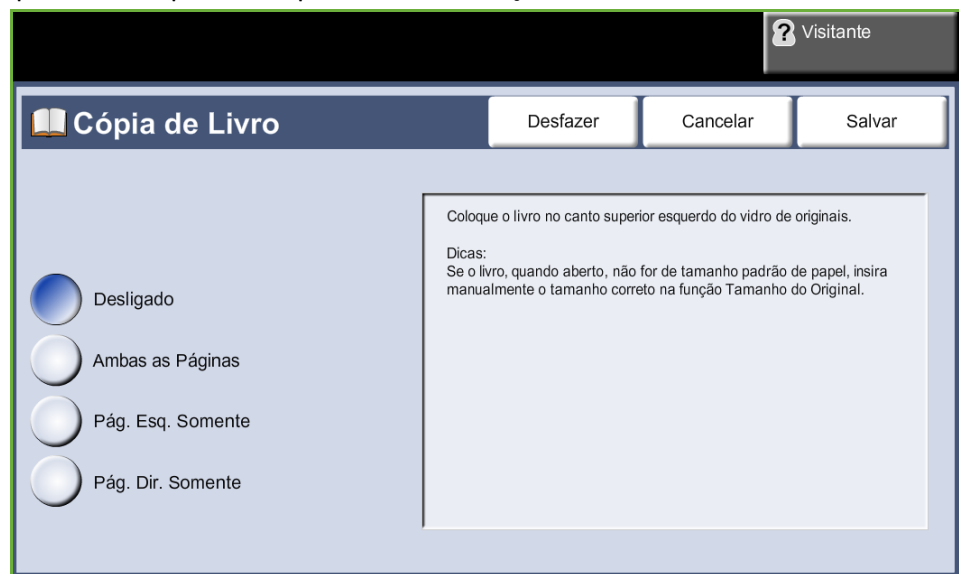 Visitante
Cópia de Livro
Desfazer
Cancelar
Salvar
Coloque o livro no canto superior esquerdo do vidro de originais.
Dicas:
Se o livro, quando aberto, não for de tamanho padrão de papel, insira
manualmente o tamanho correto na função Tamanho do Original.
Desligado
Ambas as Páginas
Pág. Esq. Somente
Pág. Dir. Somente